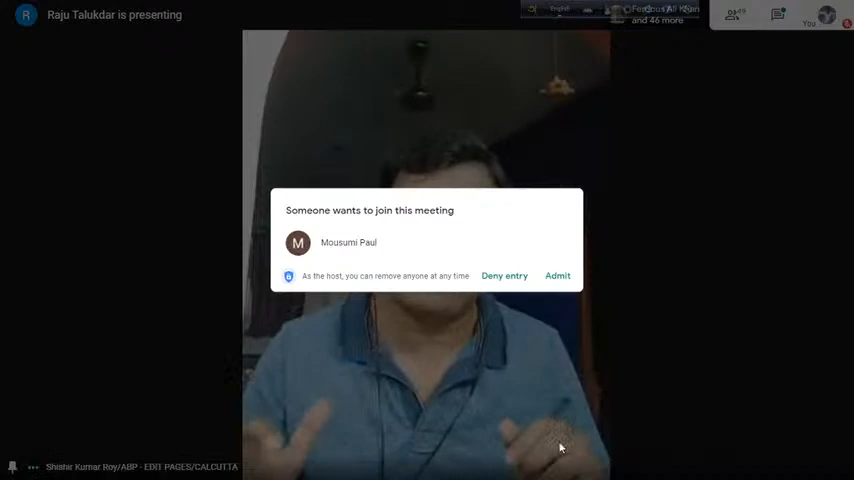 Raju Talukdar is presenting
English
and 46 more
You
Someone wants to join this meeting
M Mousumi Paul
As the host, you can remove anyone at any time Deny entry Admit
Shishir Kumar Roy/ABP - EDIT PAGES/CALCUTTA